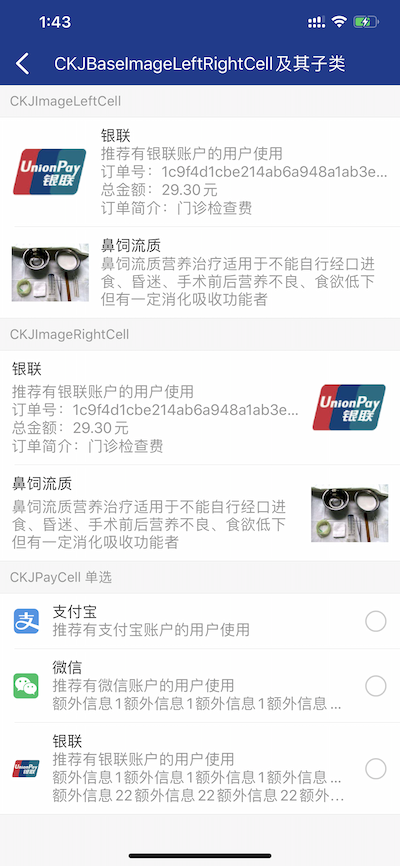 1:43
CKJBaseImageLeftRightCell及其子类
CKJImageLeftCell
UnionPay
银联
银联
推荐有银联账户的用户使用
订单号：1c9f4d1cbe214ab6a948a1ab3e...
总金额：29.30元
订单简介：门诊检查费
鼻饲流质
鼻饲流质营养治疗适用于不能自行经口进
食、昏迷、手术前后营养不良、食欲低下
但有一定消化吸收功能者
CKJImageRightCell
银联
推荐有银联账户的用户使用
订单号：1c9f4d1cbe214ab6a948a1ab3e...
总金额：29.30元
订单简介：门诊检查费
UnionPay
银联
鼻饲流质
鼻饲流质营养治疗适用于不能自行经口进
食、昏迷、手术前后营养不良、食欲低下
但有一定消化吸收功能者
CKJPayCell 单选
支
支付宝
推荐有支付宝账户的用户使用
微信
推荐有微信账户的用户使用
额外信息1额外信息1额外信息1额外信息...
UnionPay
银联
银联
推荐有银联账户的用户使用
额外信息1额外信息1额外信息1额外信息...
额外信息22额外信息22额外信息22额外...